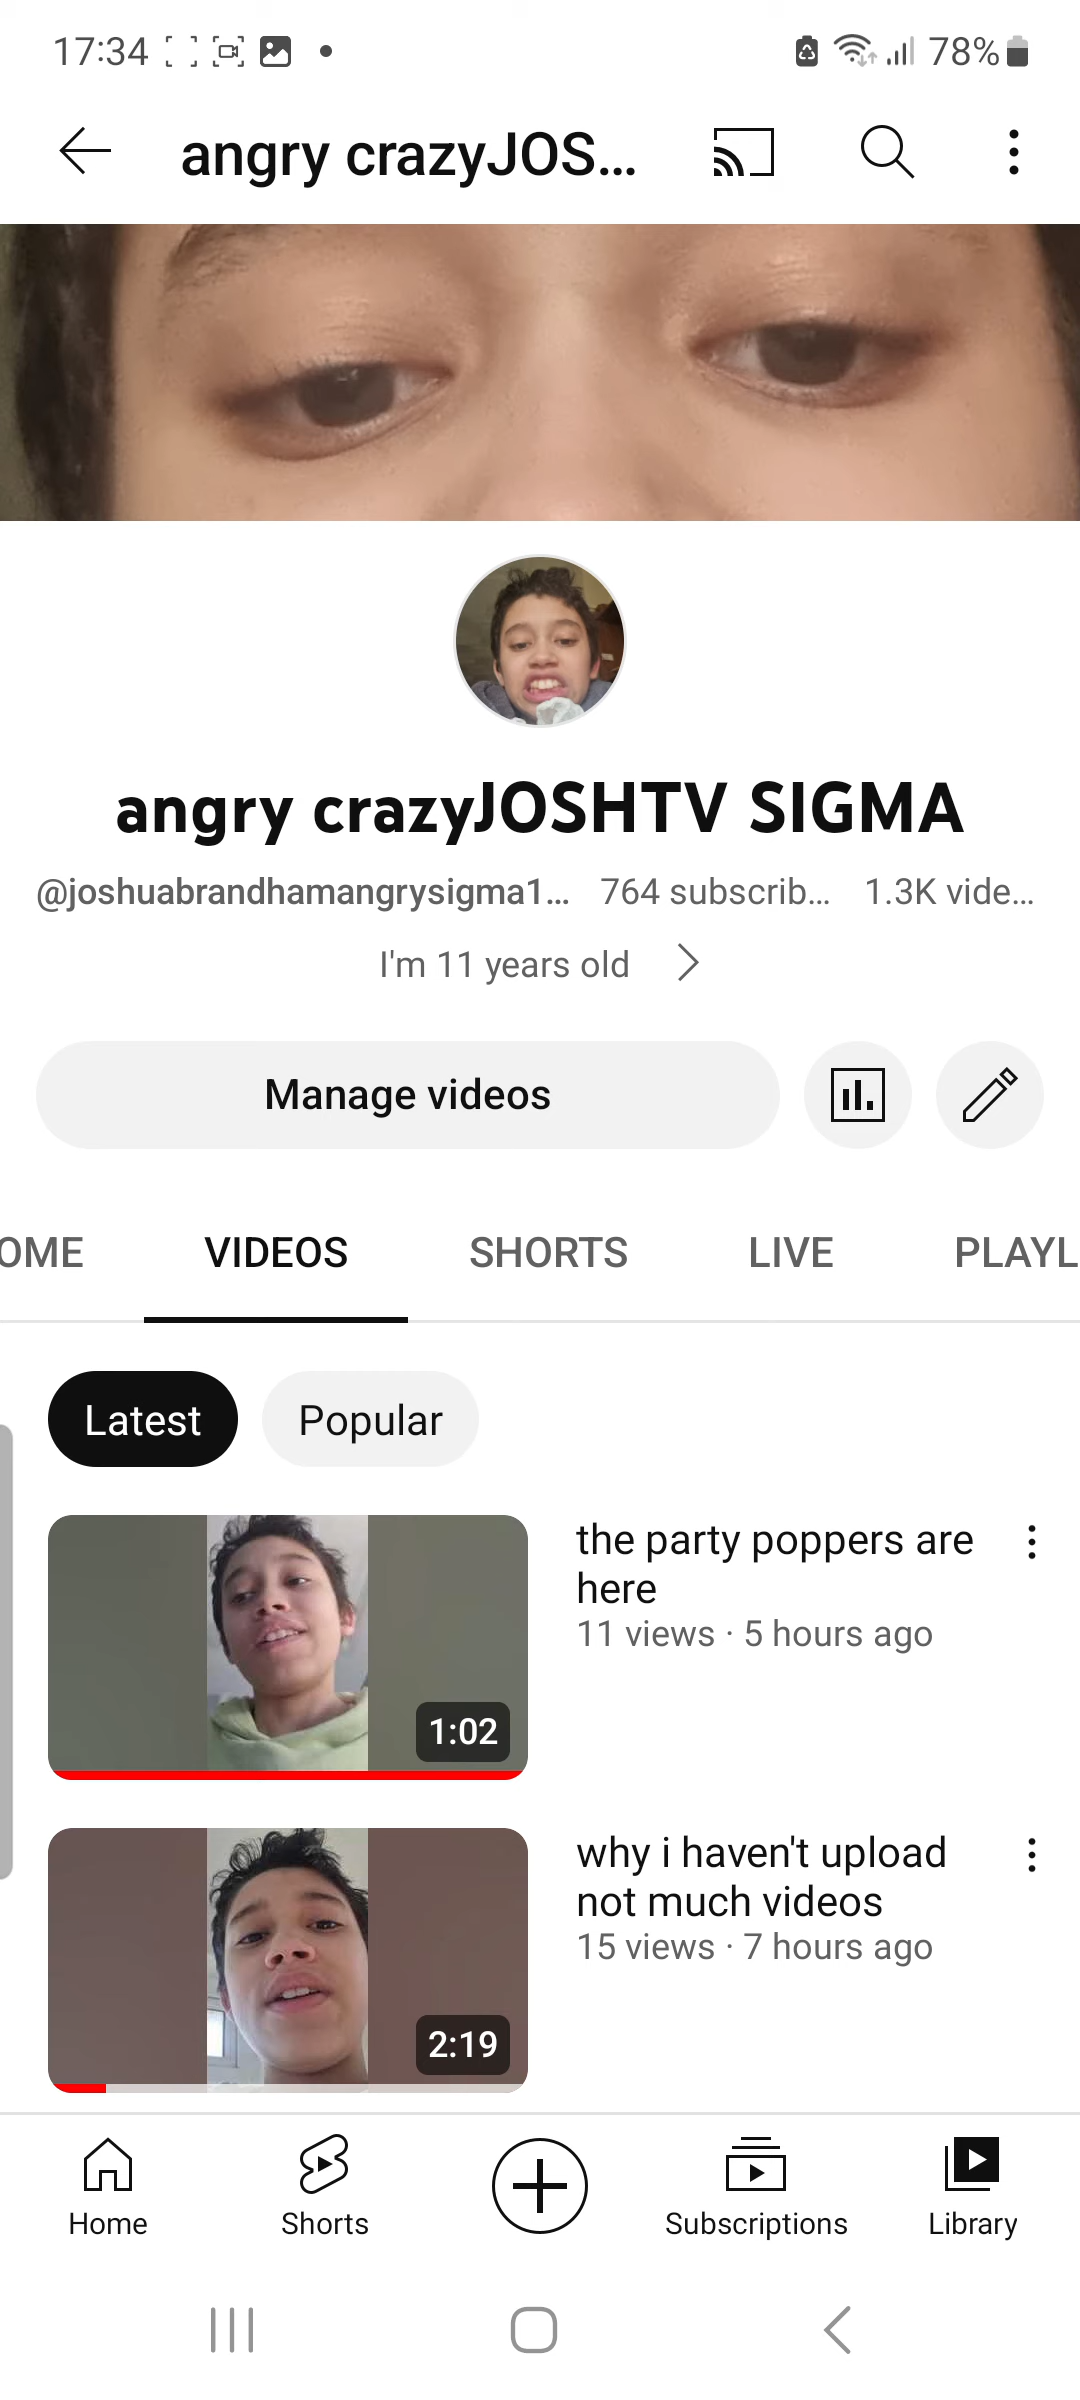 17:34
78%
angry crazyJOS...
angry crazyJOSHTV SIGMA
@joshuabrandhamangrysigma1... 764 subscrib... 1.3K vide...
I'm 11 years old
Manage videos
OME VIDEOS SHORTS LIVE PLAYL
Latest Popular
the party poppers are
here
11 views · 5 hours ago
1:02
why i haven't upload
not much videos
15 views · 7 hours ago
2:19
Home Shorts Subscriptions Library